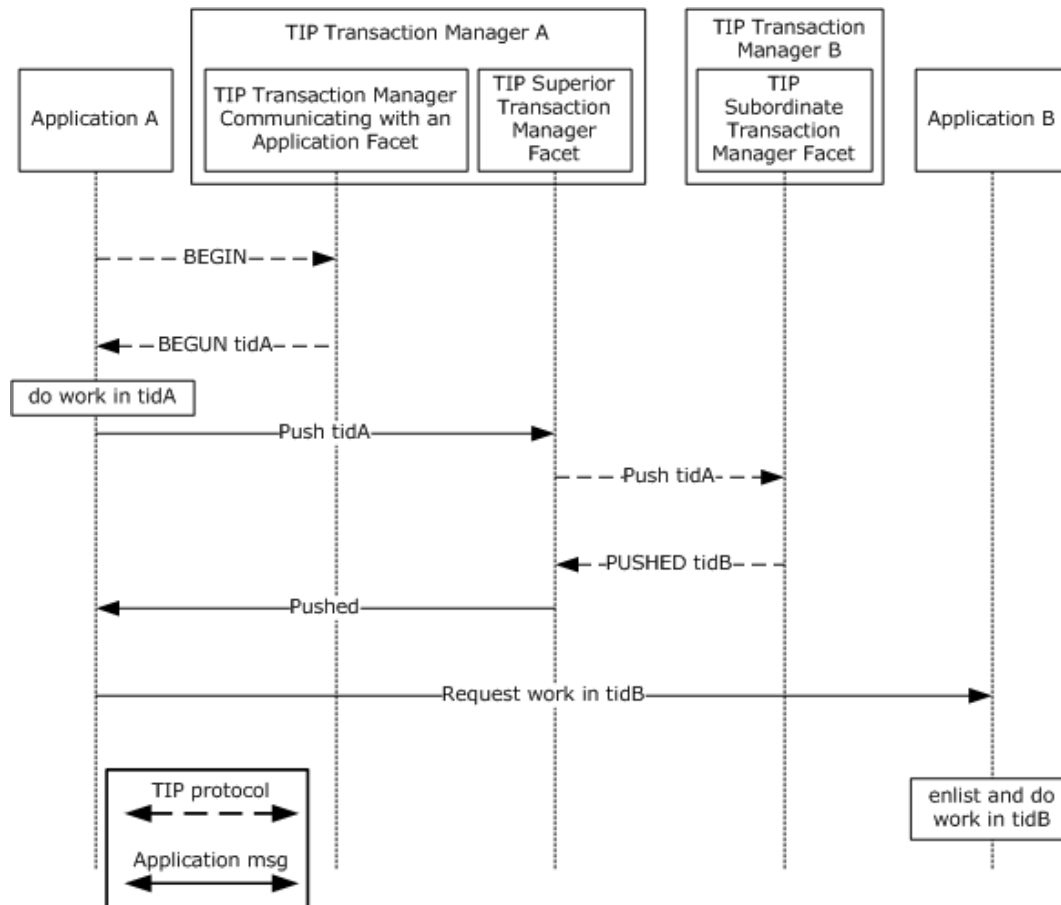 TIP Transaction Manager A
TIP Transaction
Manager B
Application A
TIP Transaction Manager
Communicating with an
Application Facet
TIP Superior
Transaction
Manager
Facet
TIP
Subordinate
Transaction
Manager Facet
Application B
BEGIN
BEGUN tidA
do work in tidA
Push tidA
Push tidA
PUSHED tidB
Pushed
Request work in tidB
TIP protocol
Application msg
enlist and do
work in tidB